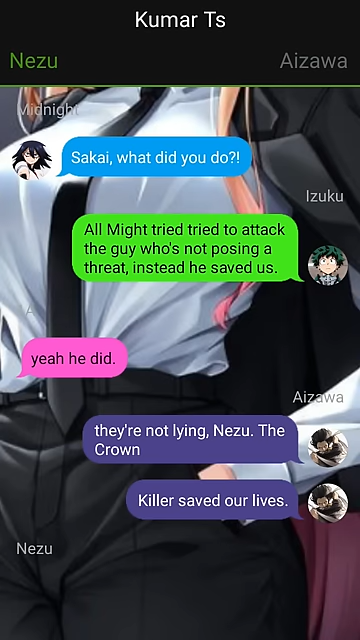 Kumar Ts
Nezu
Aizawa
Midnight
Sakai, what did you do?!
Izuku
All Might tried tried to attack
the guy who's not posing a
threat, instead he saved us.
A
yeah he did.
Aizawa
they're not lying, Nezu. The
Crown
Killer saved our lives.
Nezu